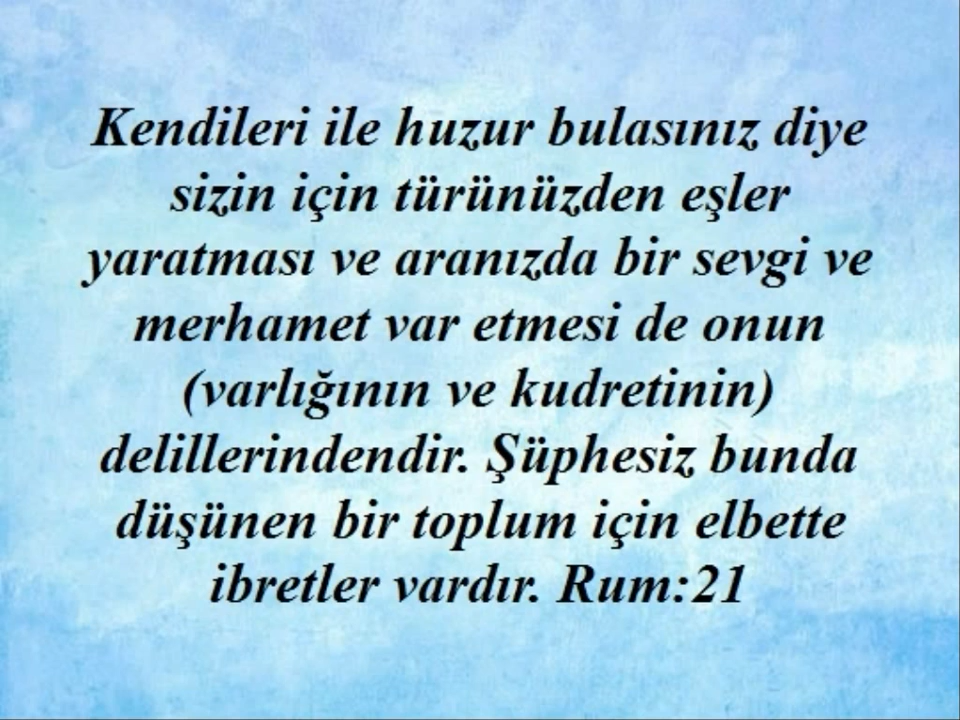 Kendileri ile huzur bulasınız diye
sizin için türünüzden eşler
yaratması ve aranızda bir sevgi ve
merhamet var etmesi de onun
(varlığının ve kudretinin)
delillerindendir. Şüphesiz bunda
düşünen bir toplum için elbette
ibretler vardır. Rum:21